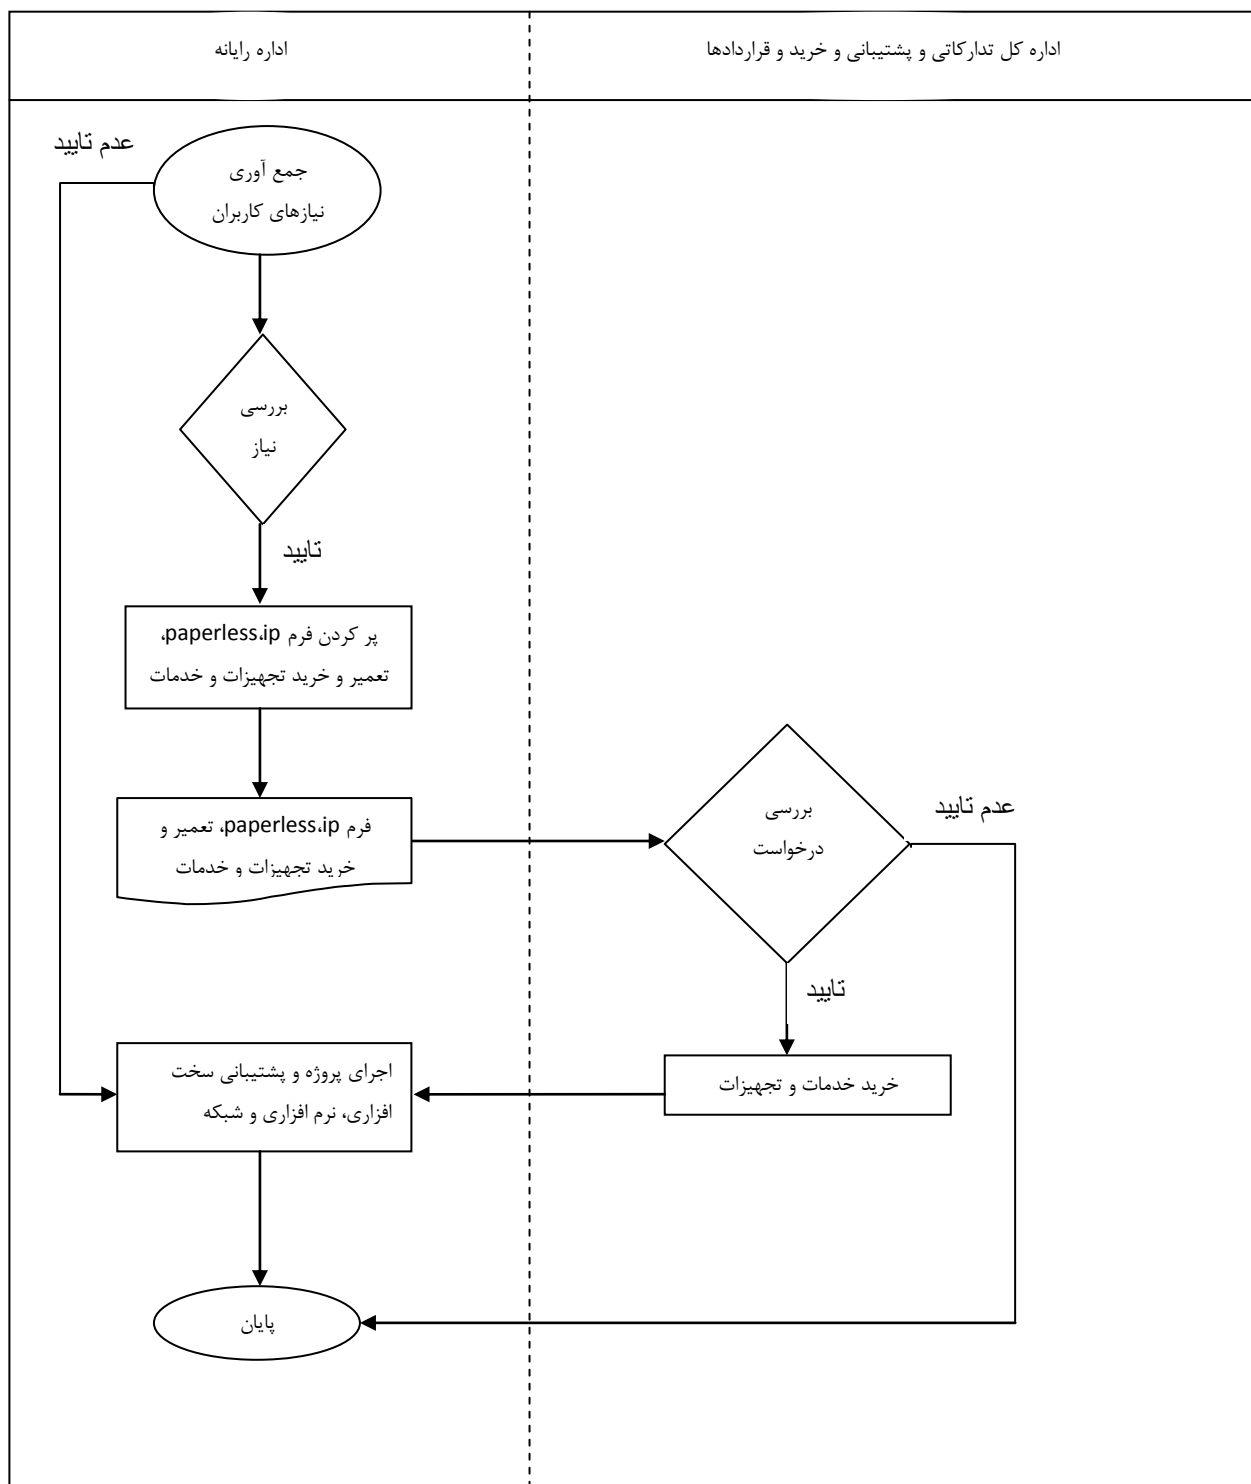 اداره کل تدارکاتی و پشتیبانی و خرید و قراردادها
اداره رایانه
عدم تایید
جمع آوری
نیازهای کاربران
بررسی
نیاز
تایید
پر کردن فرم paperless،ip،
تعمیر و خرید تجهیزات و خدمات
فرم paperless،ip، تعمیر و
خرید تجهیزات و خدمات
بررسی
درخواست
عدم تایید
تایید
خرید خدمات و تجهیزات
اجرای پروژه و پشتیبانی سخت
افزاری، نرم افزاری و شبکه
پایان